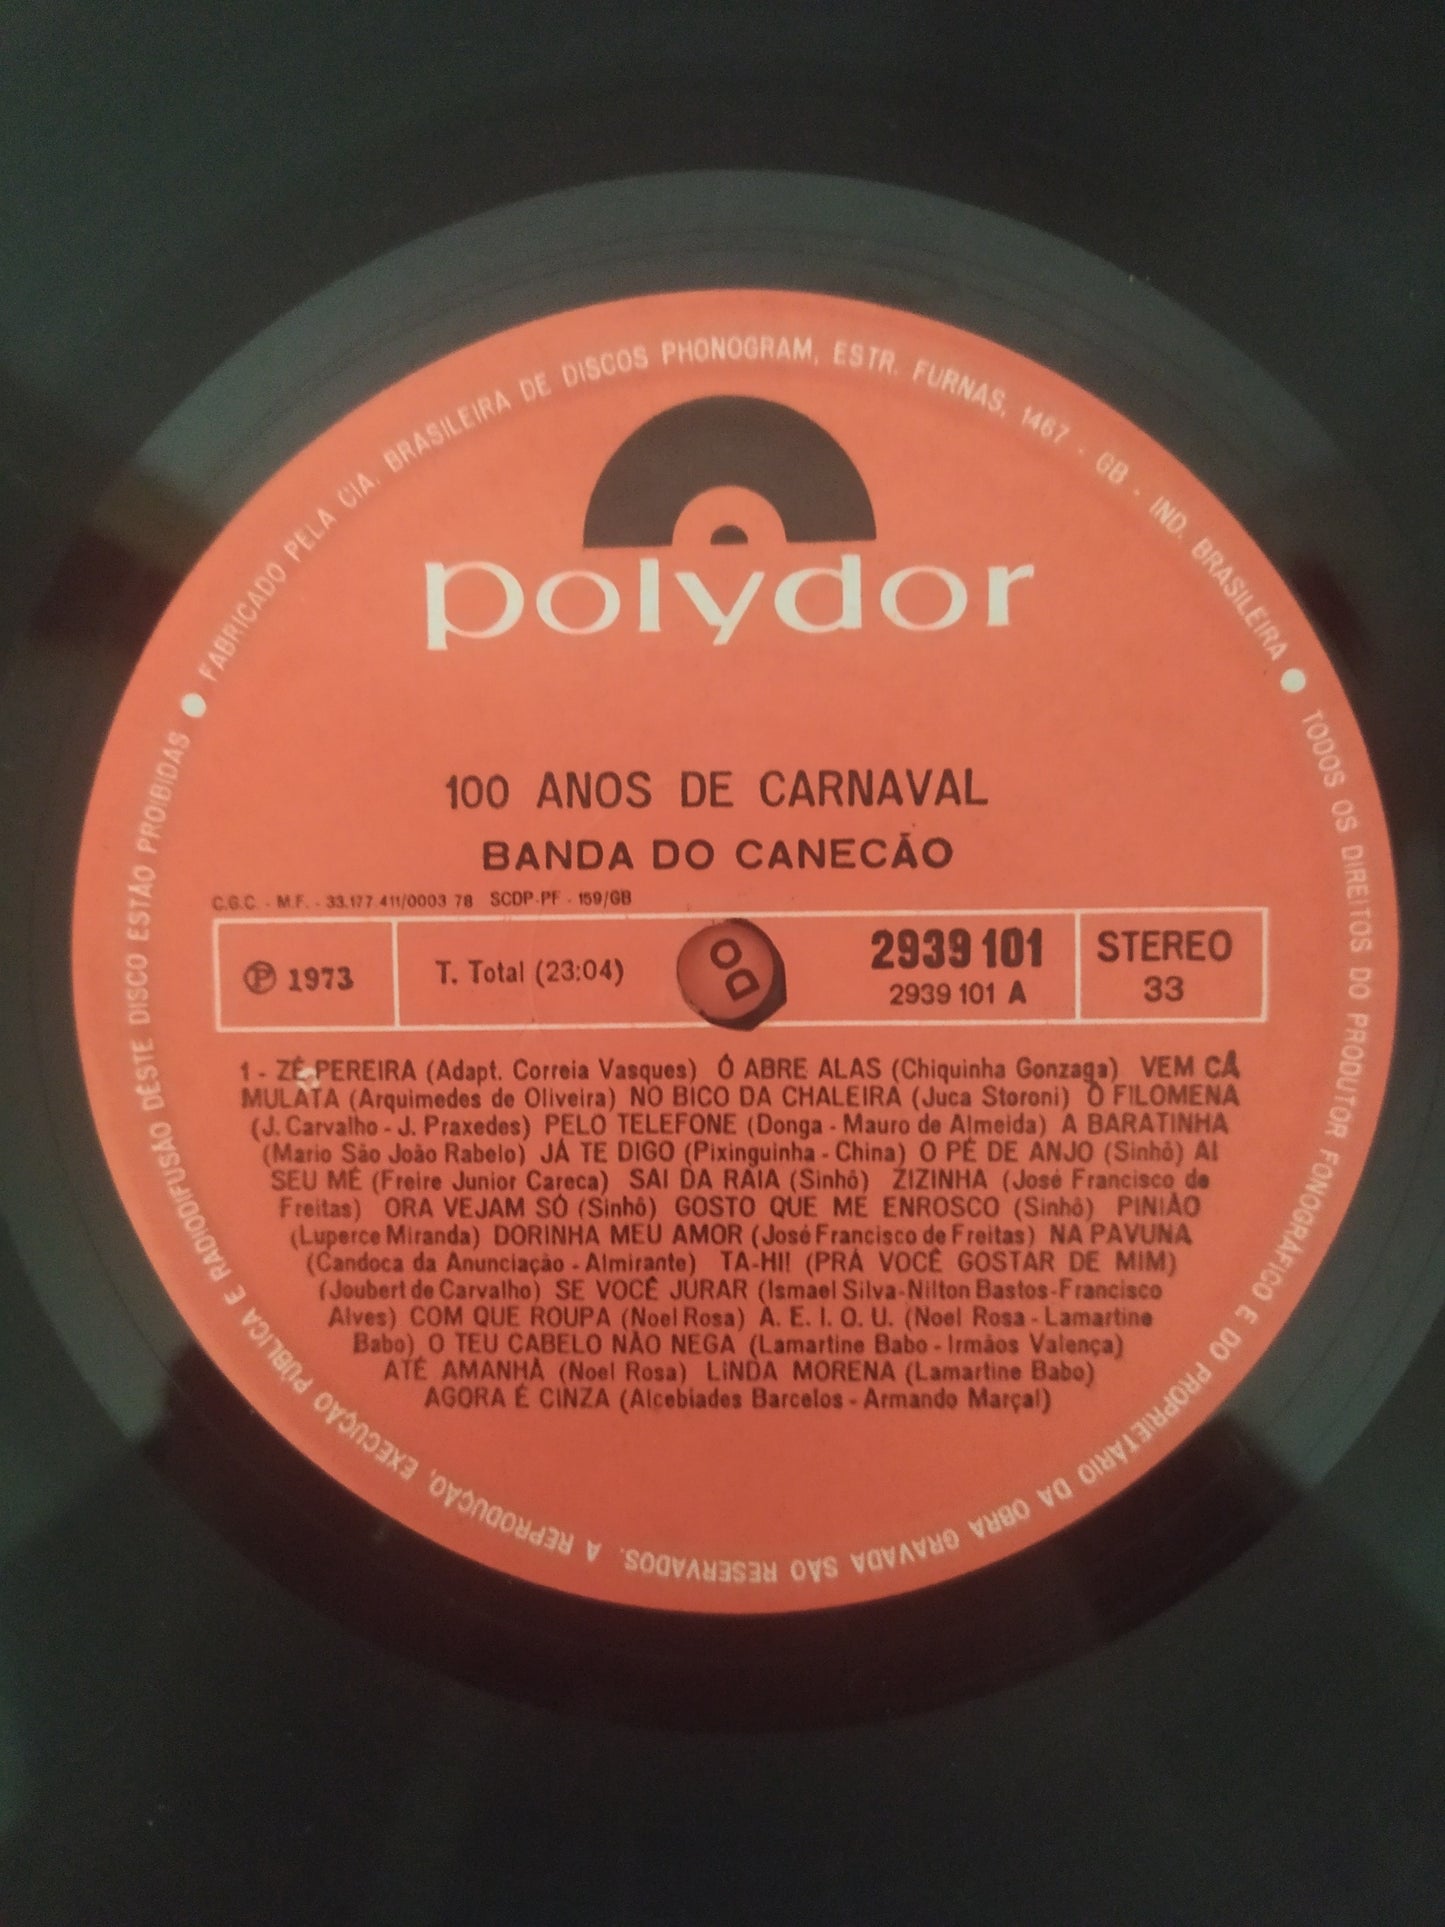 FABRICADO PELA CIA. BRASILEIRA DE DISCOS PHONOGRAM, ESTR. FURNAS, 1467 - GB - IND. BRASILEIRA
polydor
100 ANOS DE CARNAVAL
BANDA DO CANECÃO
C.G.C. - M.F. - 33.177 411/0003 78 SCDP-PF - 159/GB
Ⓟ 1973
T. Total (23:04)
DO
2939 101
2939 101 A
STEREO
33
1 - ZÉ PEREIRA (Adapt. Correia Vasques) Ó ABRE ALAS (Chiquinha Gonzaga) VEM CÁ
MULATA (Arquimedes de Oliveira) NO BICO DA CHALEIRA (Juca Storoni) Ó FILOMENA
(J. Carvalho - J. Praxedes) PELO TELEFONE (Donga - Mauro de Almeida) A BARATINHA
(Mario São João Rabelo) JÁ TE DIGO (Pixinguinha - China) O PÉ DE ANJO (Sinhô) AI
SEU MÉ (Freire Junior Careca) SAI DA RAIA (Sinhô) ZIZINHA (José Francisco de
Freitas) ORA VEJAM SÓ (Sinhô) GOSTO QUE ME ENROSCO (Sinhô) PINIÃO
(Luperce Miranda) DORINHA MEU AMOR (José Francisco de Freitas) NA PAVUNA
(Candoca da Anunciação - Almirante) TA-HI! (PRÁ VOCÊ GOSTAR DE MIM)
(Joubert de Carvalho) SE VOCÊ JURAR (Ismael Silva-Nilton Bastos-Francisco
Alves) COM QUE ROUPA (Noel Rosa) A. E. I. O. U. (Noel Rosa - Lamartine
Babo) O TEU CABELO NÃO NEGA (Lamartine Babo - Irmãos Valença)
ATÉ AMANHÃ (Noel Rosa) LINDA MORENA (Lamartine Babo)
AGORA É CINZA (Alcebiades Barcelos - Armando Marçal)
TODOS OS DIREITOS DO PRODUTOR FONOGRÁFICO E DO PROPRIETÁRIO DA OBRA GRAVADA SÃO RESERVADOS. A REPRODUÇÃO, EXECUÇÃO PÚBLICA E RADIODIFUSÃO DÊSTE DISCO ESTÃO PROIBIDAS